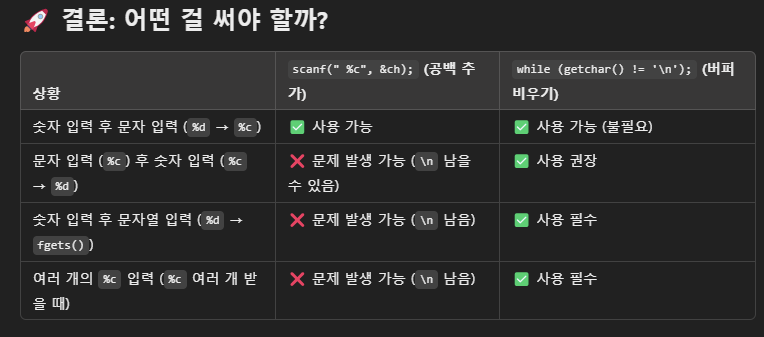 🚀 결론: 어떤 걸 써야 할까?
상황
scanf(" %c", &ch); (공백 추
가)
while (getchar() != '\n'); (버퍼
비우기)
숫자 입력 후 문자 입력 (%d → %c)
✅ 사용 가능
✅ 사용 가능 (불필요)
문자 입력 (%c) 후 숫자 입력 (%c
→ %d)
❌ 문제 발생 가능 (\n 남을
수 있음)
✅ 사용 권장
숫자 입력 후 문자열 입력 (%d →
fgets())
❌ 문제 발생 가능 (\n 남음)
✅ 사용 필수
여러 개의 %c 입력 (%c 여러 개 받
을 때)
❌ 문제 발생 가능 (\n 남음)
✅ 사용 필수